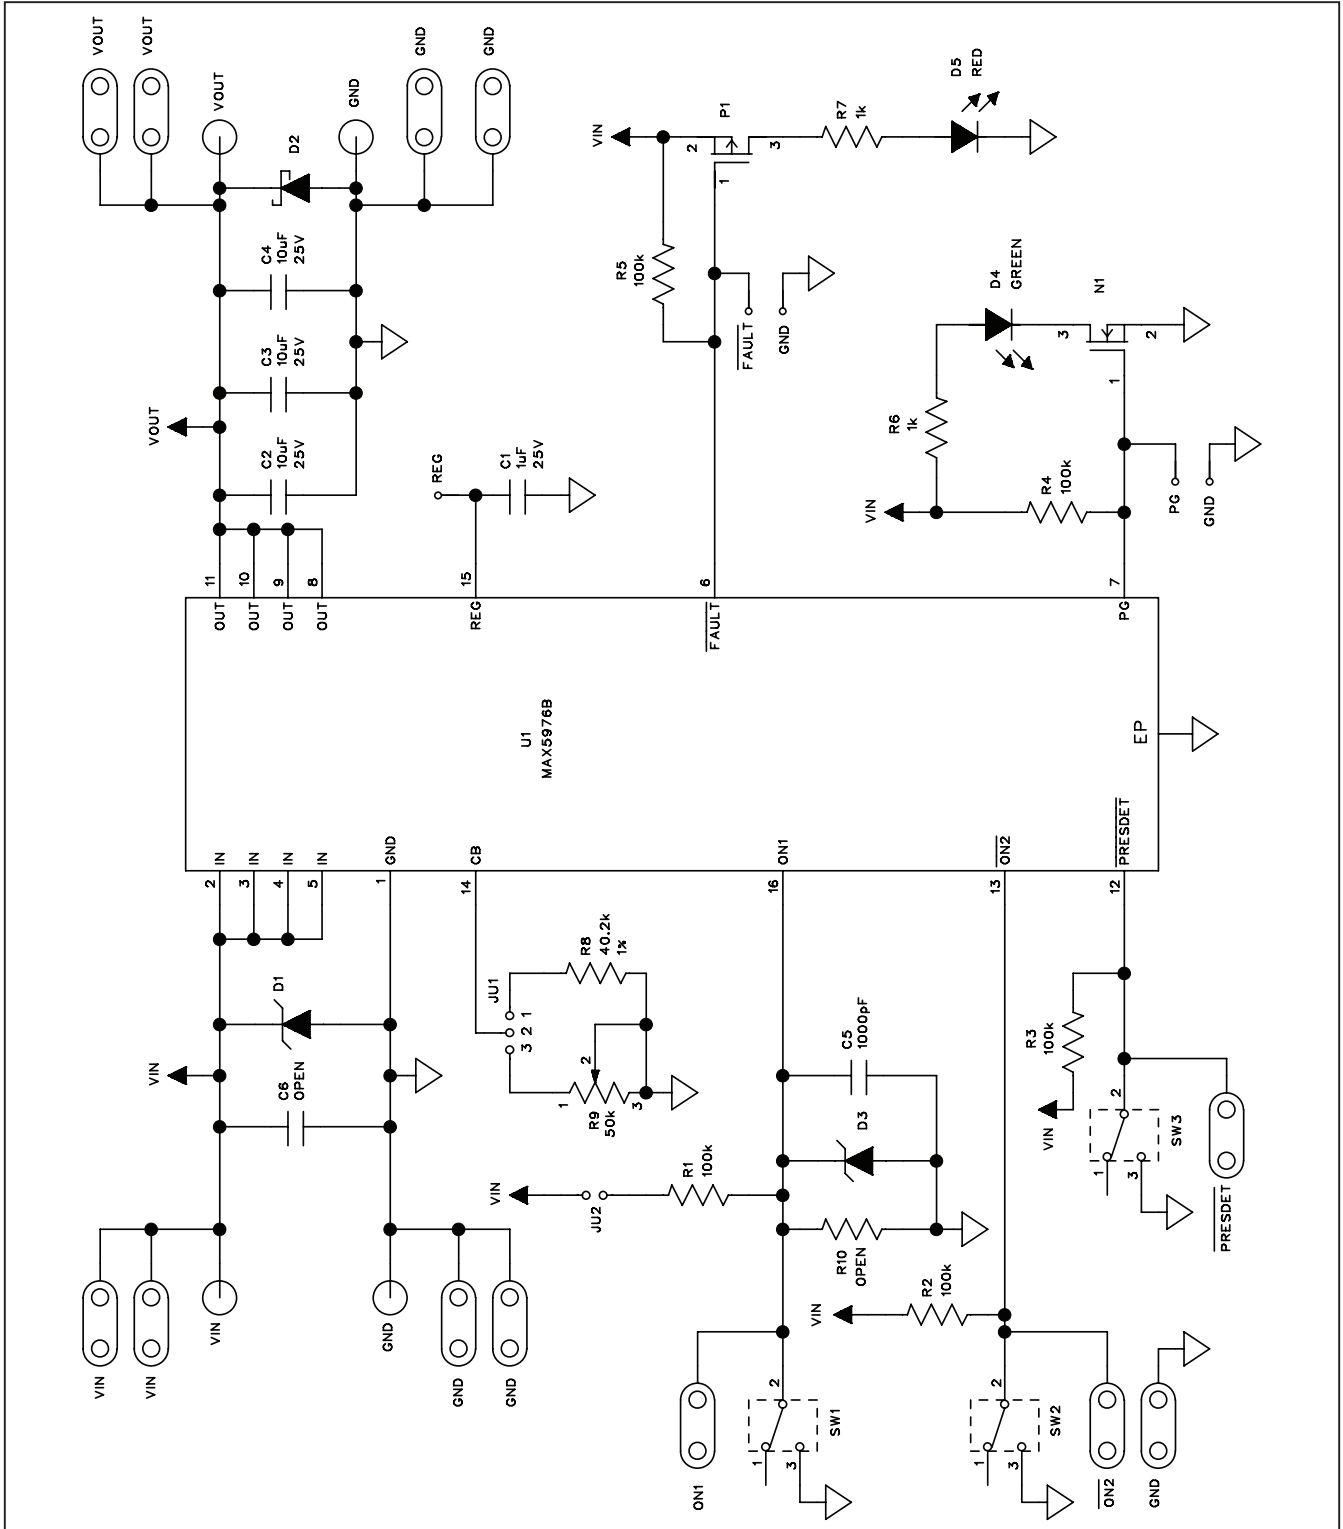 VOUT
VOUT
VOUT
GND
GND
GND
D2
C4
10uF
25V
C3
10uF
25V
C2
10uF
25V
VOUT
REG
C1
1uF
25V
VIN
2
P1
3
1
R7
1k
D5
RED
R5
100k
FAULT
GND
D4
GREEN
N1
3
1
2
R6
1k
VIN
R4
100k
PG
GND
11
10
9
8
15
6
7
OUT
OUT
OUT
OUT
REG
FAULT
PG
U1
MAX5976B
EP
IN
IN
IN
IN
GND
CB
ON1
ON2
PRESDET
2
3
4
5
1
14
16
13
12
D1
VIN
C6
OPEN
JU1
1
2
3
R8
40.2k
1%
2
1
3
R9
50k
VIN
JU2
R1
100k
C5
1000pF
D3
R10
OPEN
R3
100k
VIN
2
1
3
SW3
PRESDET
VIN
R2
100k
VIN
VIN
VIN
GND
GND
GND
ON1
2
1
3
SW1
2
1
3
SW2
ON2
GND